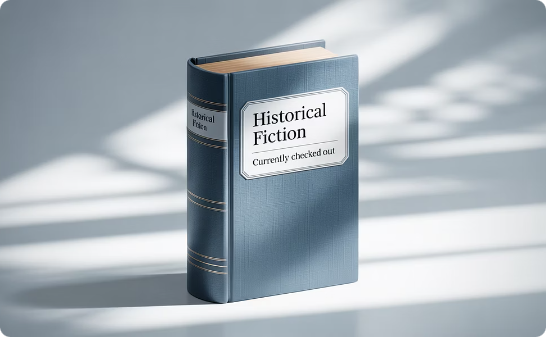 Historical
Fiction
Currently checked out